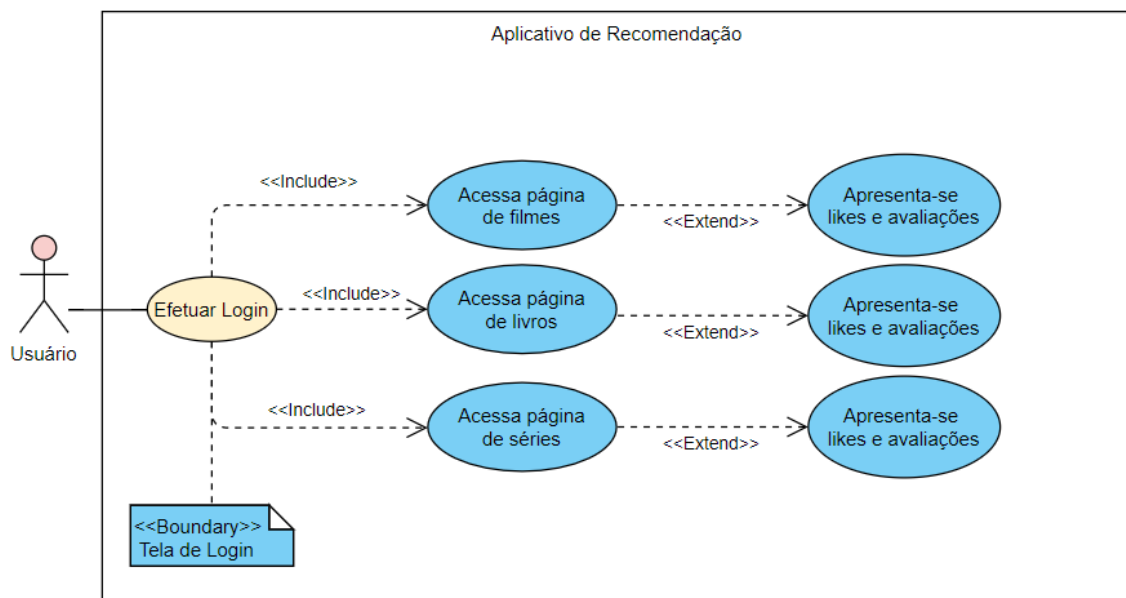 Aplicativo de Recomendação
<<Include>>
Acessa página
de filmes
<<Extend>>
Apresenta-se
likes e avaliações
Usuário
Efetuar Login
<<Include>>
Acessa página
de livros
<<Extend>>
Apresenta-se
likes e avaliações
<<Include>>
Acessa página
de séries
<<Extend>>
Apresenta-se
likes e avaliações
<<Boundary>>
Tela de Login